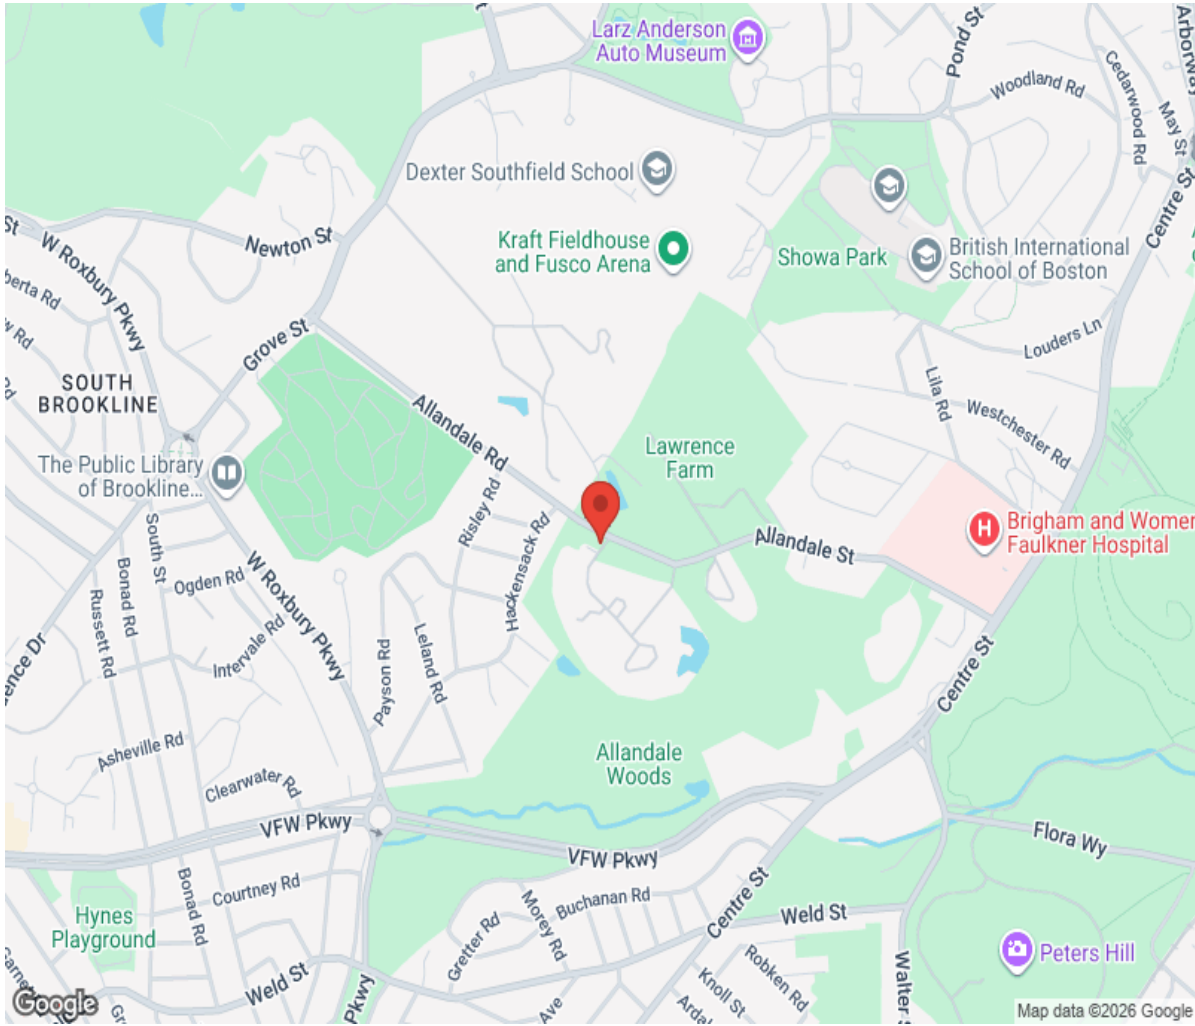 Larz Anderson
Auto Museum
Pond St
Arborway
Woodland Rd
Cedarwood Rd
May St
Dexter Southfield School
Centre St
St
W Roxbury Pkwy
Newton St
Kraft Fieldhouse
and Fusco Arena
Showa Park
British International
School of Boston
Grove St
Louders Ln
SOUTH
BROOKLINE
Allandale Rd
Lila Rd
Westchester Rd
Lawrence
Farm
The Public Library
of Brookline...
Risley Rd
Hackensack Rd
Allandale St
Brigham and Women
Faulkner Hospital
South St
Ogden Rd
W Roxbury Pkwy
Bonad Rd
Russett Rd
Intervale Rd
Payson Rd
Leland Rd
Centre St
Asheville Rd
Allandale
Woods
Clearwater Rd
VFW Pkwy
VFW Pkwy
Flora Wy
Bonad Rd
Courtney Rd
Hynes
Playground
Buchanan Rd
Morey Rd
Gretter Rd
Centre St
Weld St
Weld St
Pkwy
Ave
Knoll St
Robken Rd
Walter S
Peters Hill
Google
Map data ©2026 Google